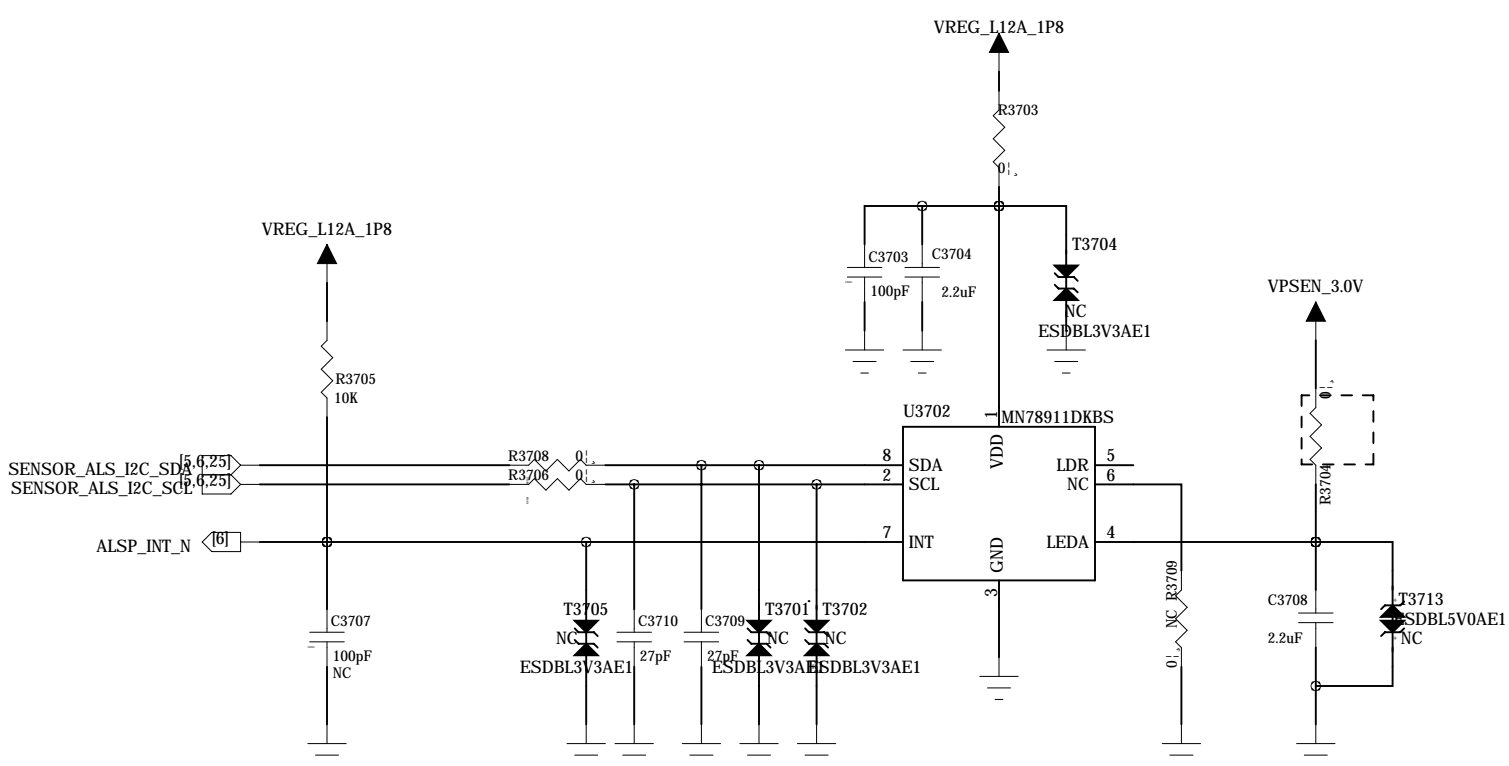 VREG_L12A_1P8
R3703
0
VREG_L12A_1P8
T3704
C3703
C3704
100pF
2.2uF
NC
ESDBL3V3AE1
VPSEN_3.0V
R3705
10K
0
R3704
U3702
1
MN78911DKBS
VDD
SENSOR_ALS_I2C_SDA
[5,6,25]
R3708
0
8
SDA
LDR
5
SENSOR_ALS_I2C_SCL
[5,6,25]
R3706
0
2
SCL
NC
6
ALSP_INT_N
[6]
7
INT
GND
LEDA
4
3
C3707
100pF
NC
T3705
NC
ESDBL3V3AE1
C3710
27pF
C3709
27pF
T3701
NC
ESDBL3V3AE1
T3702
NC
ESDBL3V3AE1
R3709
NC
0
C3708
2.2uF
T3713
ESDBL5V0AE1
NC